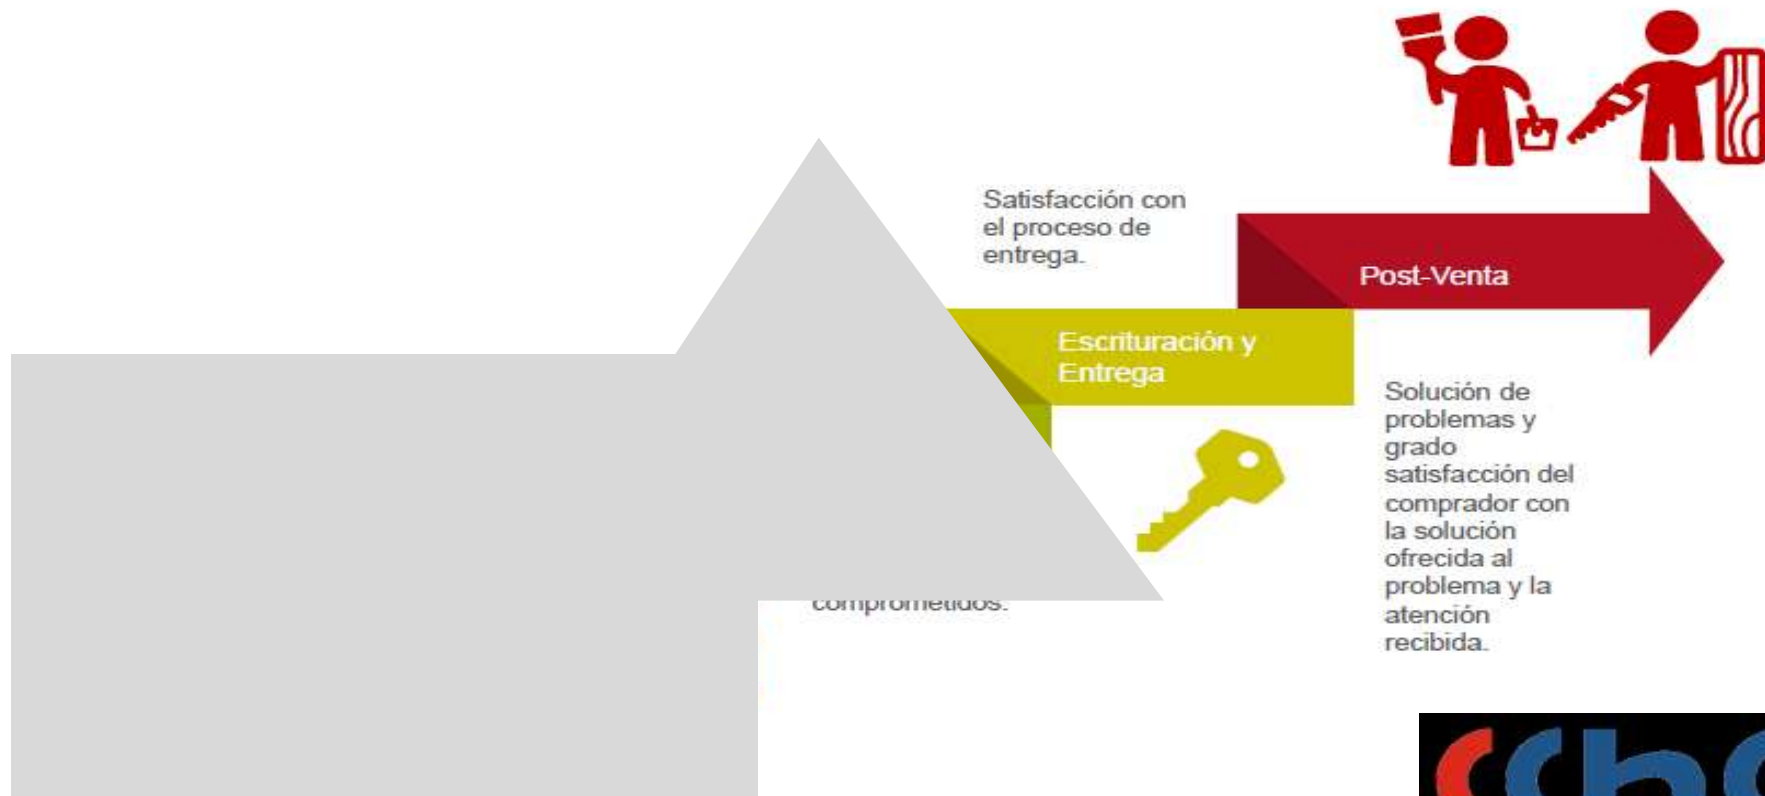 Satisfacción con
el proceso de
entrega.
Post-Venta
Escrituración y
Entrega
Solución de
problemas y
grado
satisfacción del
comprador con
la solución
ofrecida al
problema y la
atención
recibida.
comprometidos.